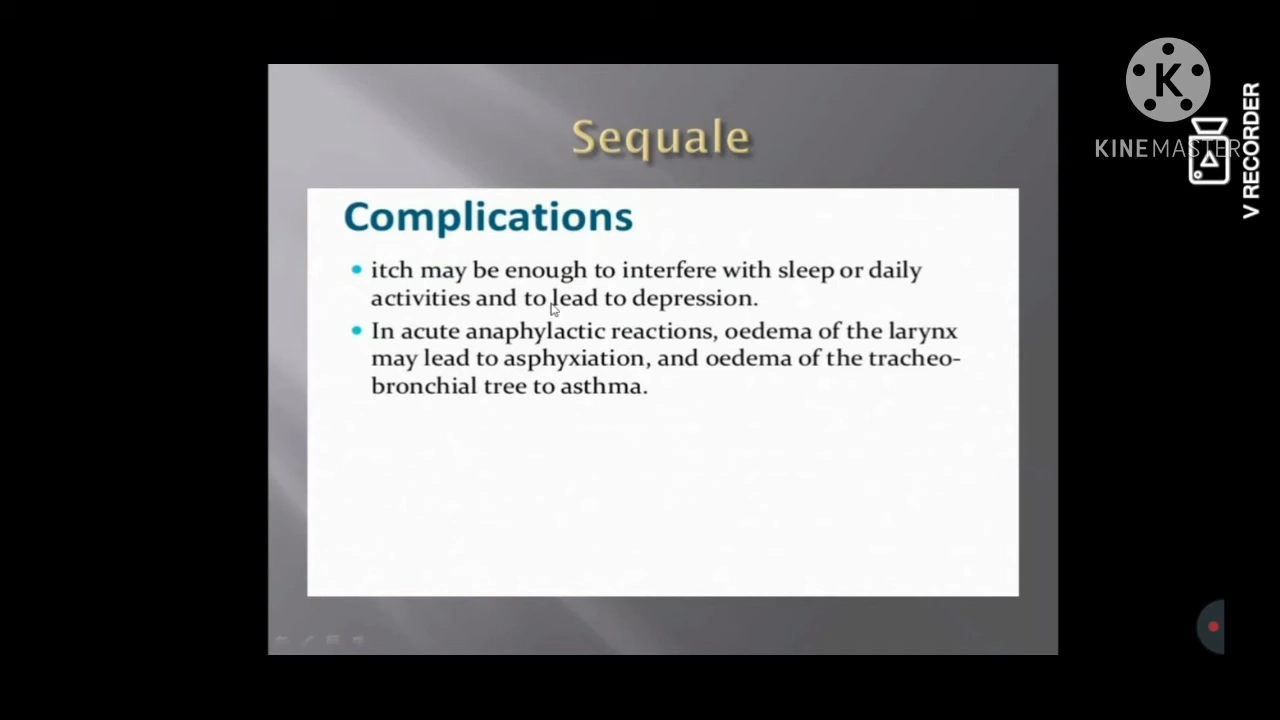 Sequale
Complications
itch may be enough to interfere with sleep or daily
activities and to lead to depression.
In acute anaphylactic reactions, oedema of the larynx
may lead to asphyxiation, and oedema of the tracheo-
bronchial tree to asthma.
K
KINEMASTER
V RECORDER